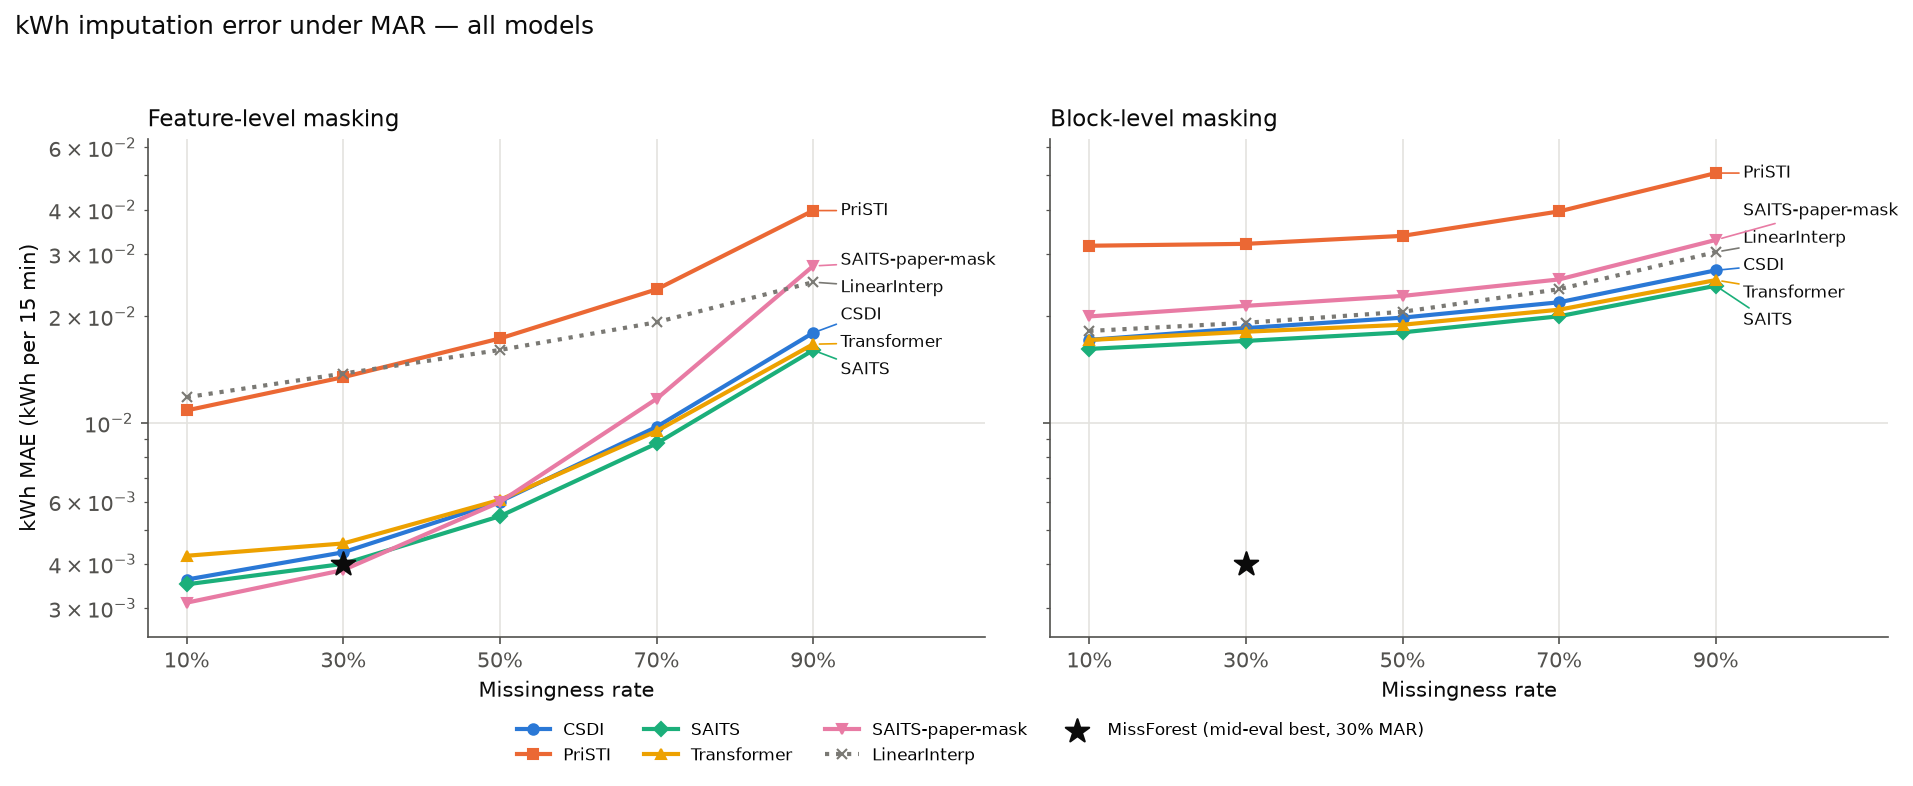 kWh imputation error under MAR — all models
Feature-level masking
kWh MAE (kWh per 15 min)
6 × 10⁻²
4 × 10⁻²
3 × 10⁻²
2 × 10⁻²
10⁻²
6 × 10⁻³
4 × 10⁻³
3 × 10⁻³
PriSTI
SAITS-paper-mask
LinearInterp
CSDI
Transformer
SAITS
10% 30% 50% 70% 90%
Missingness rate
Block-level masking
PriSTI
SAITS-paper-mask
LinearInterp
CSDI
Transformer
SAITS
10% 30% 50% 70% 90%
Missingness rate
CSDI SAITS SAITS-paper-mask MissForest (mid-eval best, 30% MAR)
PriSTI Transformer LinearInterp